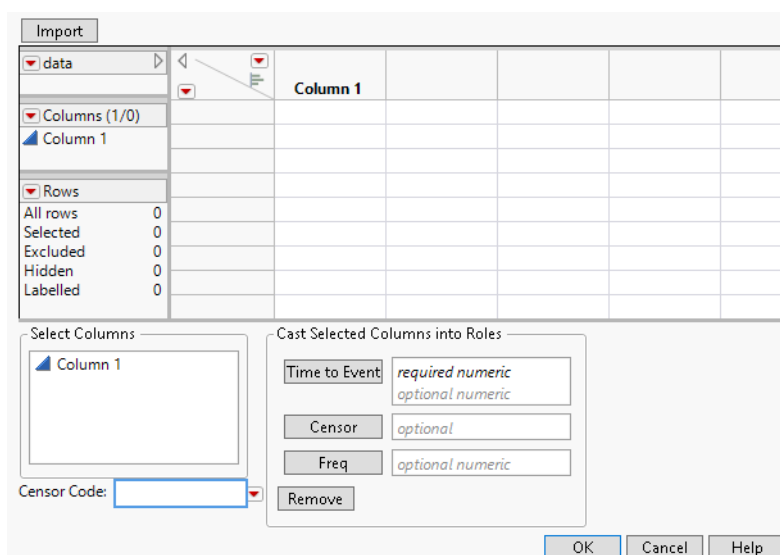 Import
data
Column 1
Columns (1/0)
Column 1
Rows
All rows 0
Selected 0
Excluded 0
Hidden 0
Labelled 0
Select Columns
Column 1
Censor Code:
Cast Selected Columns into Roles
Time to Event required numeric
optional numeric
Censor optional
Freq optional numeric
Remove
OK Cancel Help